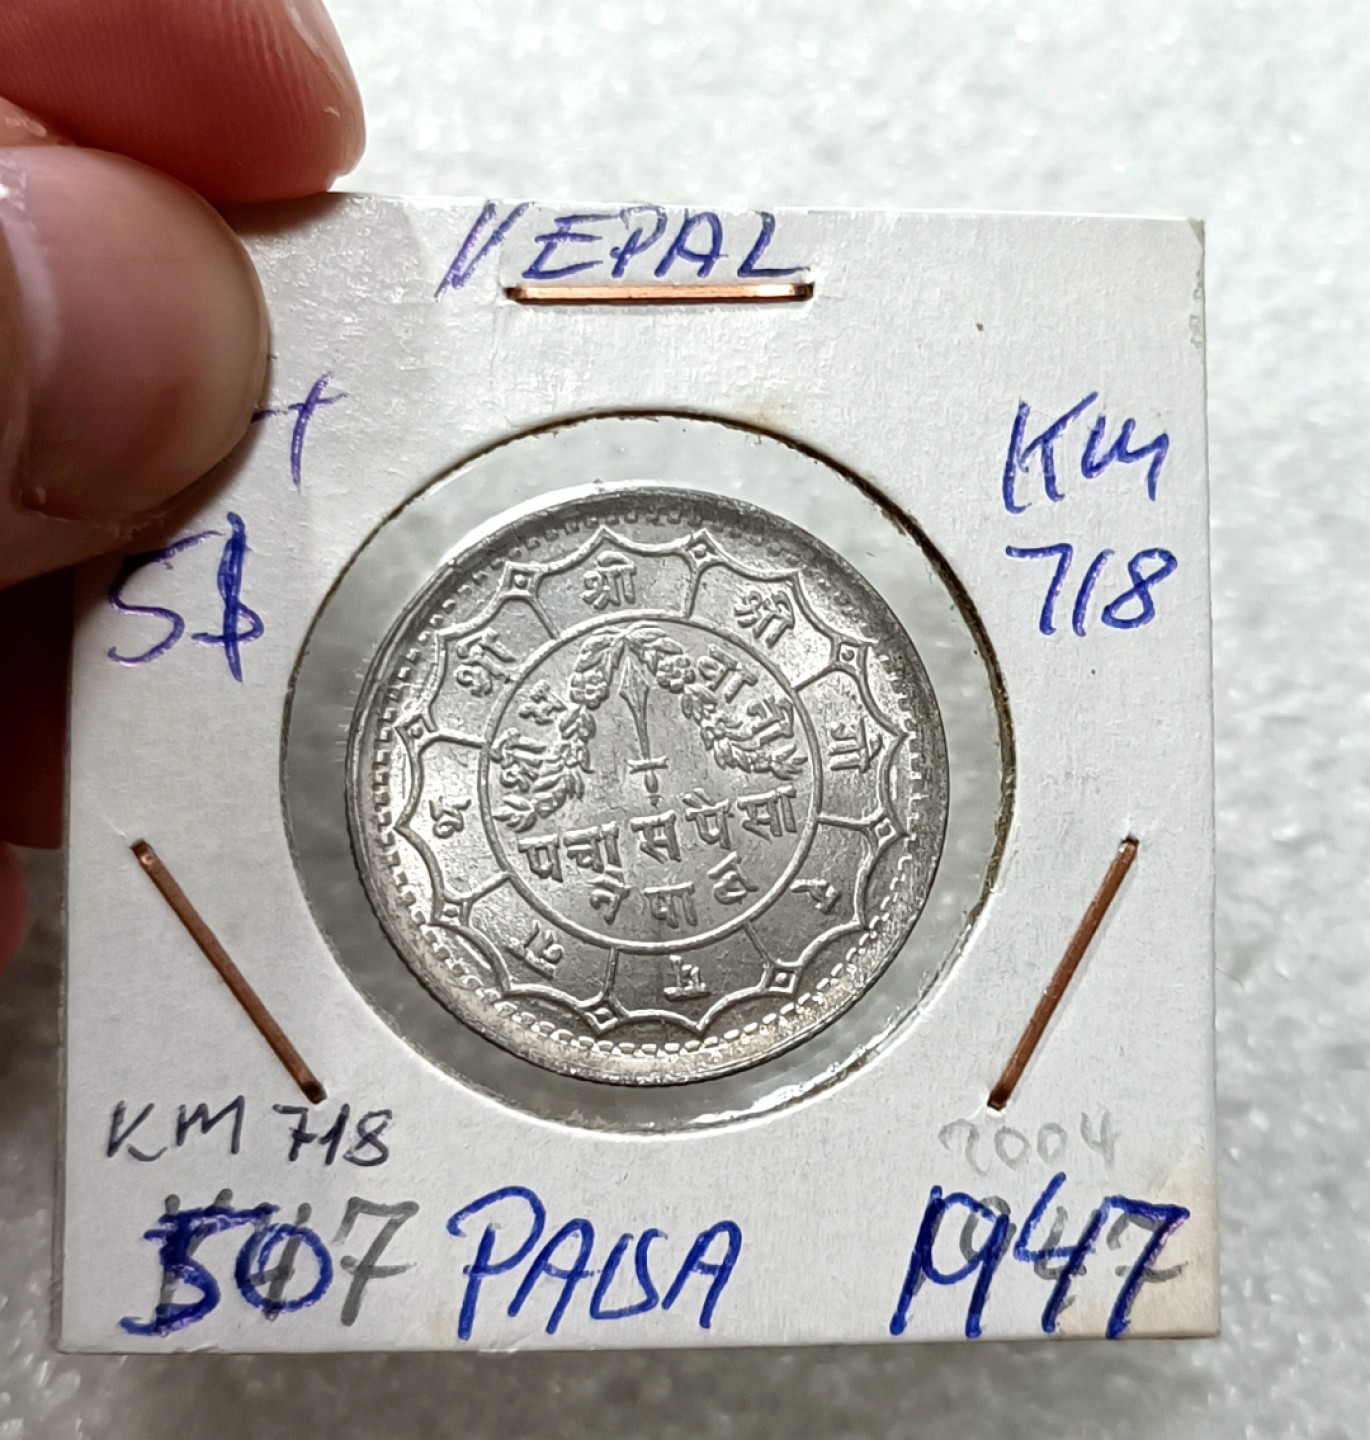 NEPAL
5$
KM
718
श्री
श्री
श्री
गो
र
ना
थ
श्री भ
वानी
पचास पैसा
नेपाल
KM 718
2004
50 PAISA
1947